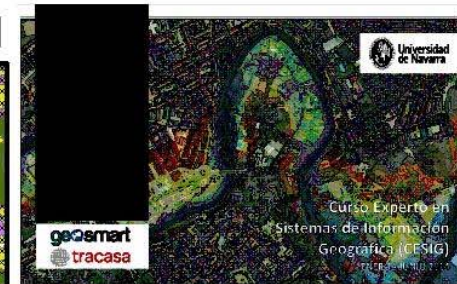 Universidad
de Navarra
Curso Experto en
Sistemas de Información
Geográfica (CESIG)
geosmart
tracasa